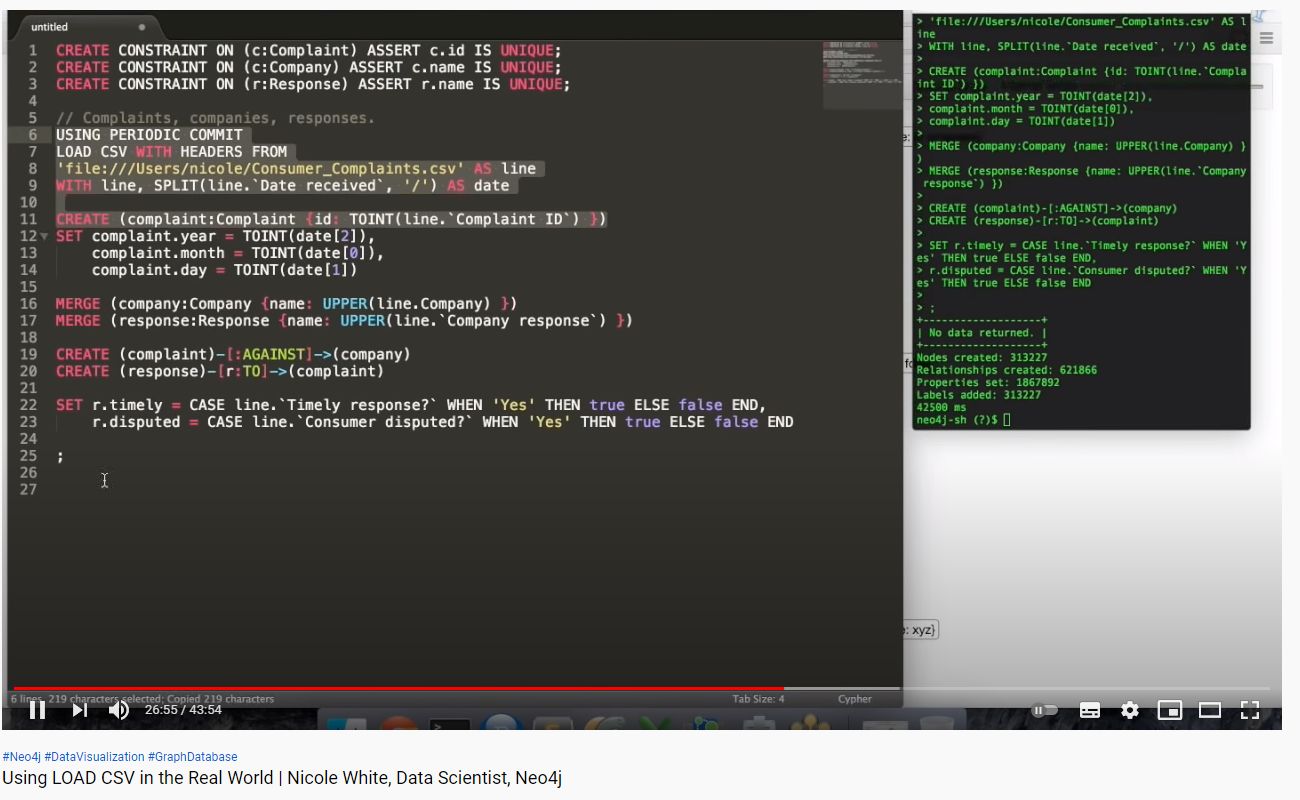 untitled
1 CREATE CONSTRAINT ON (c:Complaint) ASSERT c.id IS UNIQUE;
2 CREATE CONSTRAINT ON (c:Company) ASSERT c.name IS UNIQUE;
3 CREATE CONSTRAINT ON (r:Response) ASSERT r.name IS UNIQUE;
4
5 // Complaints, companies, responses.
6 USING PERIODIC COMMIT
7 LOAD CSV WITH HEADERS FROM
8 'file:///Users/nicole/Consumer_Complaints.csv' AS line
9 WITH line, SPLIT(line.`Date received`, '/') AS date
10
11 CREATE (complaint:Complaint {id: TOINT(line.`Complaint ID`) })
12 SET complaint.year = TOINT(date[2]),
13 complaint.month = TOINT(date[0]),
14 complaint.day = TOINT(date[1])
15
16 MERGE (company:Company {name: UPPER(line.Company) })
17 MERGE (response:Response {name: UPPER(line.`Company response`) })
18
19 CREATE (complaint)-[:AGAINST]->(company)
20 CREATE (response)-[r:TO]->(complaint)
21
22 SET r.timely = CASE line.`Timely response?` WHEN 'Yes' THEN true ELSE false END,
23 r.disputed = CASE line.`Consumer disputed?` WHEN 'Yes' THEN true ELSE false END
24
25 ;
26
27
> 'file:///Users/nicole/Consumer_Complaints.csv' AS l
ine
> WITH line, SPLIT(line.`Date received`, '/') AS date
>
> CREATE (complaint:Complaint {id: TOINT(line.`Compla
int ID`) })
> SET complaint.year = TOINT(date[2]),
> complaint.month = TOINT(date[0]),
> complaint.day = TOINT(date[1])
>
> MERGE (company:Company {name: UPPER(line.Company) }
)
> MERGE (response:Response {name: UPPER(line.`Company
response`) })
>
> CREATE (complaint)-[:AGAINST]->(company)
> CREATE (response)-[r:TO]->(complaint)
>
> SET r.timely = CASE line.`Timely response?` WHEN 'Y
es' THEN true ELSE false END,
> r.disputed = CASE line.`Consumer disputed?` WHEN 'Y
es' THEN true ELSE false END
>
> ;
+-------------------+
| No data returned. |
+-------------------+
Nodes created: 313227
Relationships created: 621866
Properties set: 1867892
Labels added: 313227
42500 ms
neo4j-sh (?)$
e:
fo
e: xyz}
6 lines, 219 characters selected; Copied 219 characters
Tab Size: 4
Cypher
26:55 / 43:54
#Neo4j #DataVisualization #GraphDatabase
Using LOAD CSV in the Real World | Nicole White, Data Scientist, Neo4j